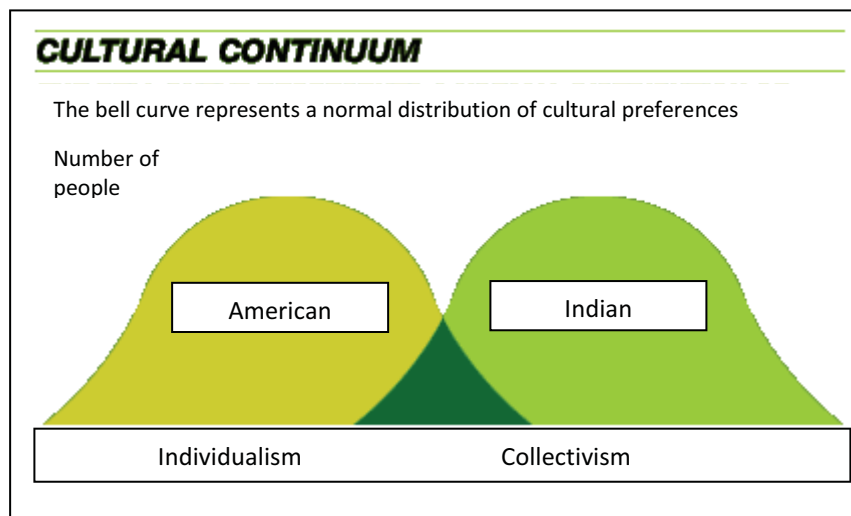 CULTURAL CONTINUUM
The bell curve represents a normal distribution of cultural preferences
Number of
people
American
Indian
Individualism
Collectivism